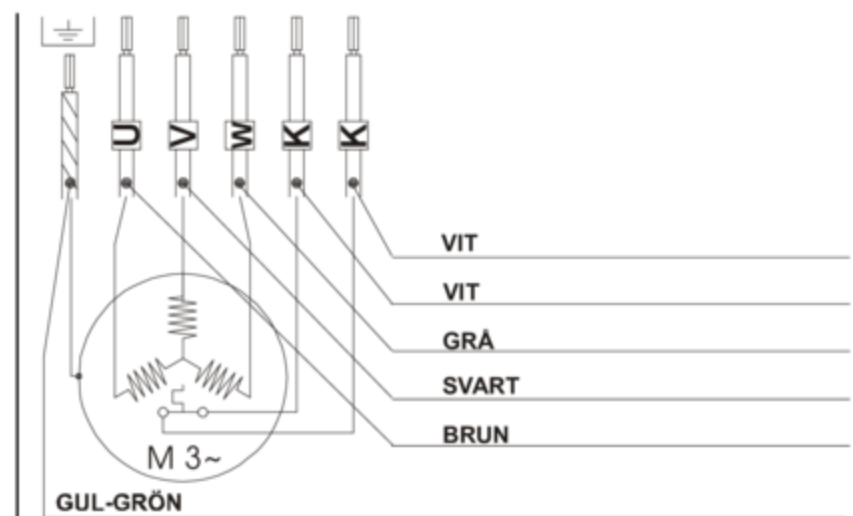 U V W K K
VIT
VIT
GRÅ
SVART
BRUN
M 3~
GUL-GRÖN